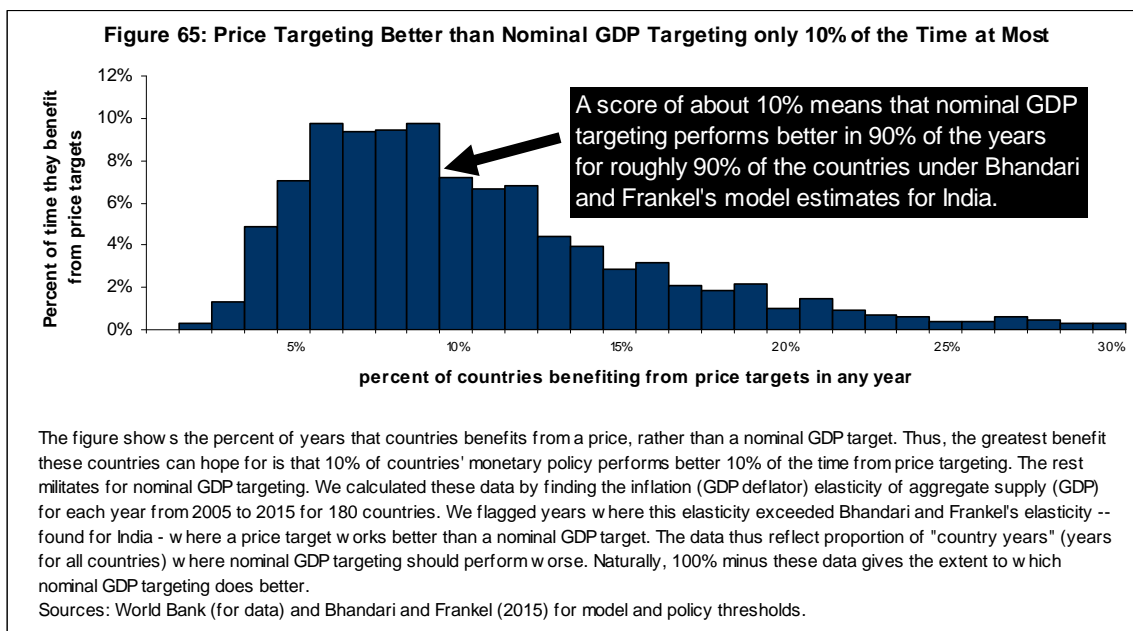 Figure 65: Price Targeting Better than Nominal GDP Targeting only 10% of the Time at Most
12%
10%
8%
6%
4%
2%
0%
Percent of time they benefit
from price targets
A score of about 10% means that nominal GDP
targeting performs better in 90% of the years
for roughly 90% of the countries under Bhandari
and Frankel's model estimates for India.
5%
10%
15%
20%
25%
30%
percent of countries benefiting from price targets in any year
The figure shows the percent of years that countries benefits from a price, rather than a nominal GDP target. Thus, the greatest benefit
these countries can hope for is that 10% of countries' monetary policy performs better 10% of the time from price targeting. The rest
militates for nominal GDP targeting. We calculated these data by finding the inflation (GDP deflator) elasticity of aggregate supply (GDP)
for each year from 2005 to 2015 for 180 countries. We flagged years where this elasticity exceeded Bhandari and Frankel's elasticity --
found for India - where a price target works better than a nominal GDP target. The data thus reflect proportion of "country years" (years
for all countries) where nominal GDP targeting should perform worse. Naturally, 100% minus these data gives the extent to which
nominal GDP targeting does better.
Sources: World Bank (for data) and Bhandari and Frankel (2015) for model and policy thresholds.